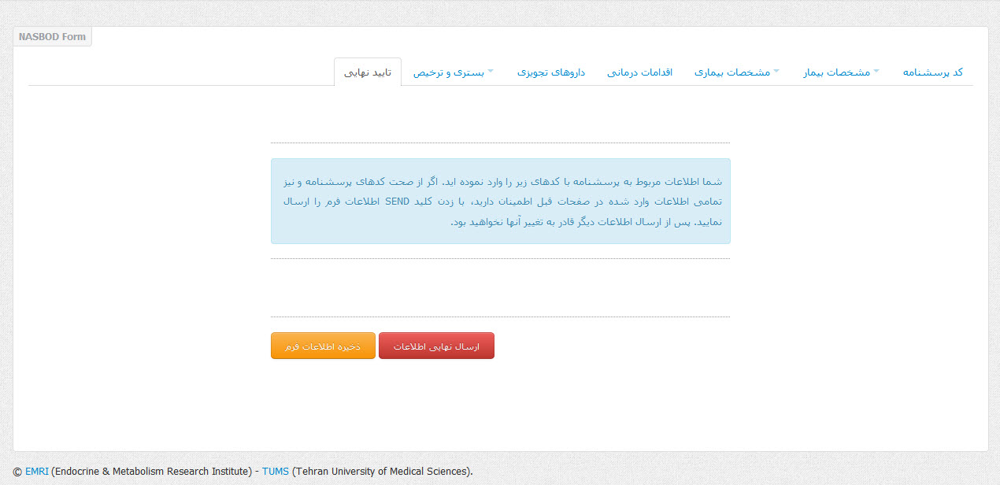 NASBOD Form
کد پرسشنامه مشخصات بیمار مشخصات بیماری اقدامات درمانی داروهای تجویزی بستری و ترخیص تایید نهایی
شما اطلاعات مربوط به پرسشنامه با کدهای زیر را وارد نموده اید. اگر از صحت کدهای پرسشنامه و نیز
تمامی اطلاعات وارد شده در صفحات قبل اطمینان دارید، با زدن کلید SEND اطلاعات فرم را ارسال
نمایید. پس از ارسال اطلاعات دیگر قادر به تغییر آنها نخواهید بود.
ارسال نهایی اطلاعات ذخیره اطلاعات فرم
© EMRI (Endocrine & Metabolism Research Institute) - TUMS (Tehran University of Medical Sciences).